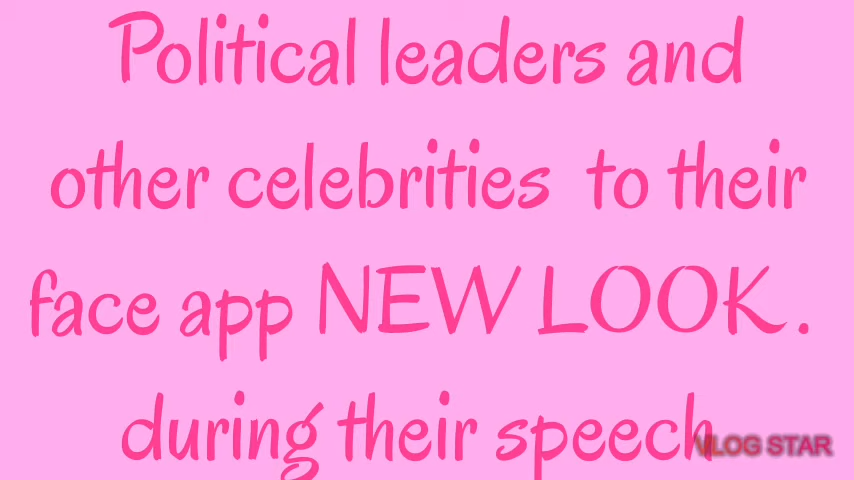 Political leaders and
other celebrities to their
face app NEW LOOK.
during their speech
VLOG STAR